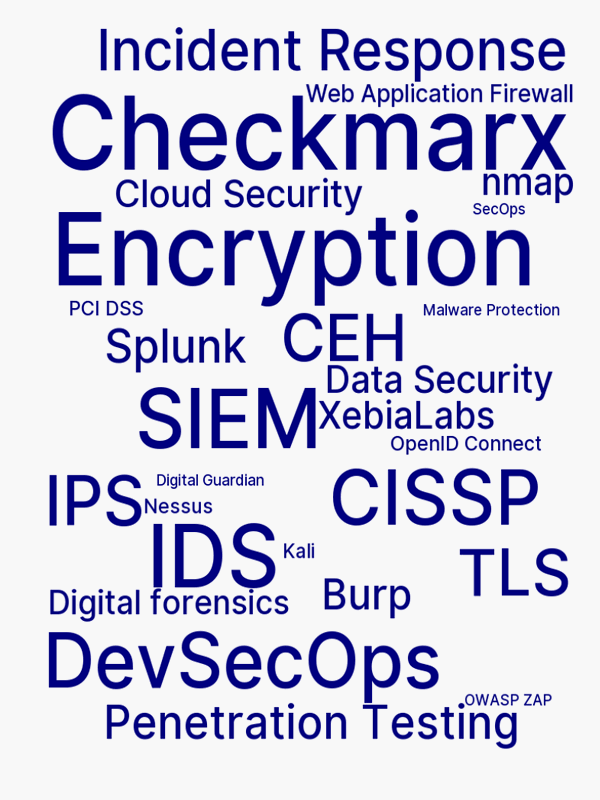 Incident Response
Web Application Firewall
Checkmarx
nmap
Cloud Security
SecOps
Encryption
PCI DSS
Malware Protection
Splunk
CEH
Data Security
SIEM
XebiaLabs
OpenID Connect
IPS
Digital Guardian
Nessus
CISSP
IDS
Kali
TLS
Digital forensics
Burp
DevSecOps
OWASP ZAP
Penetration Testing